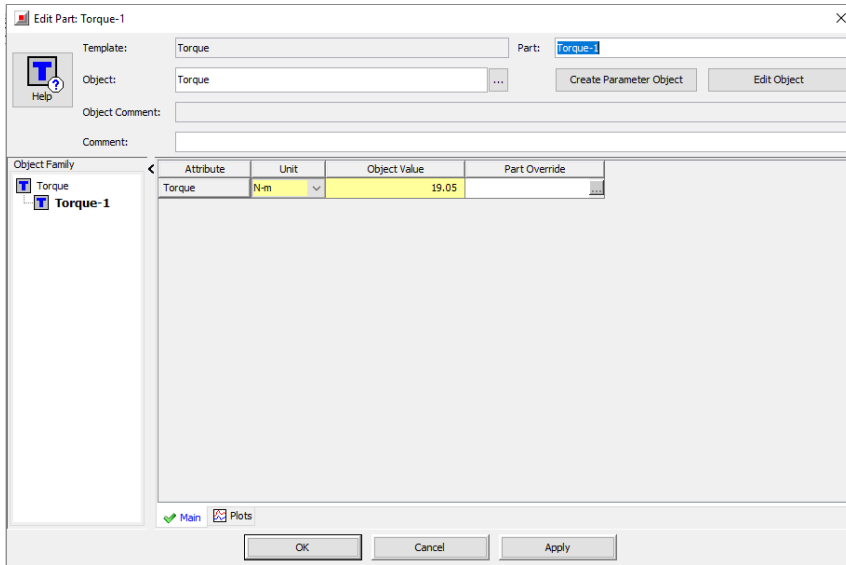 Edit Part: Torque-1
Template: Torque Part: Torque-1
T ? Help
Object: Torque ... Create Parameter Object Edit Object
Object Comment:
Comment:
Object Family
T Torque
T Torque-1
Attribute Unit Object Value Part Override
Torque N-m 19.05 ...
Main Plots
OK Cancel Apply